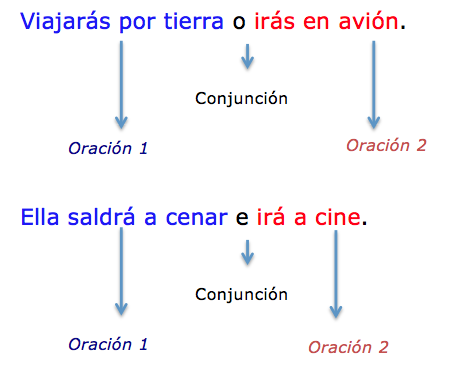 Viajarás por tierra o irás en avión.
Conjunción
Oración 1
Oración 2
Ella saldrá a cenar e irá a cine.
Conjunción
Oración 1
Oración 2